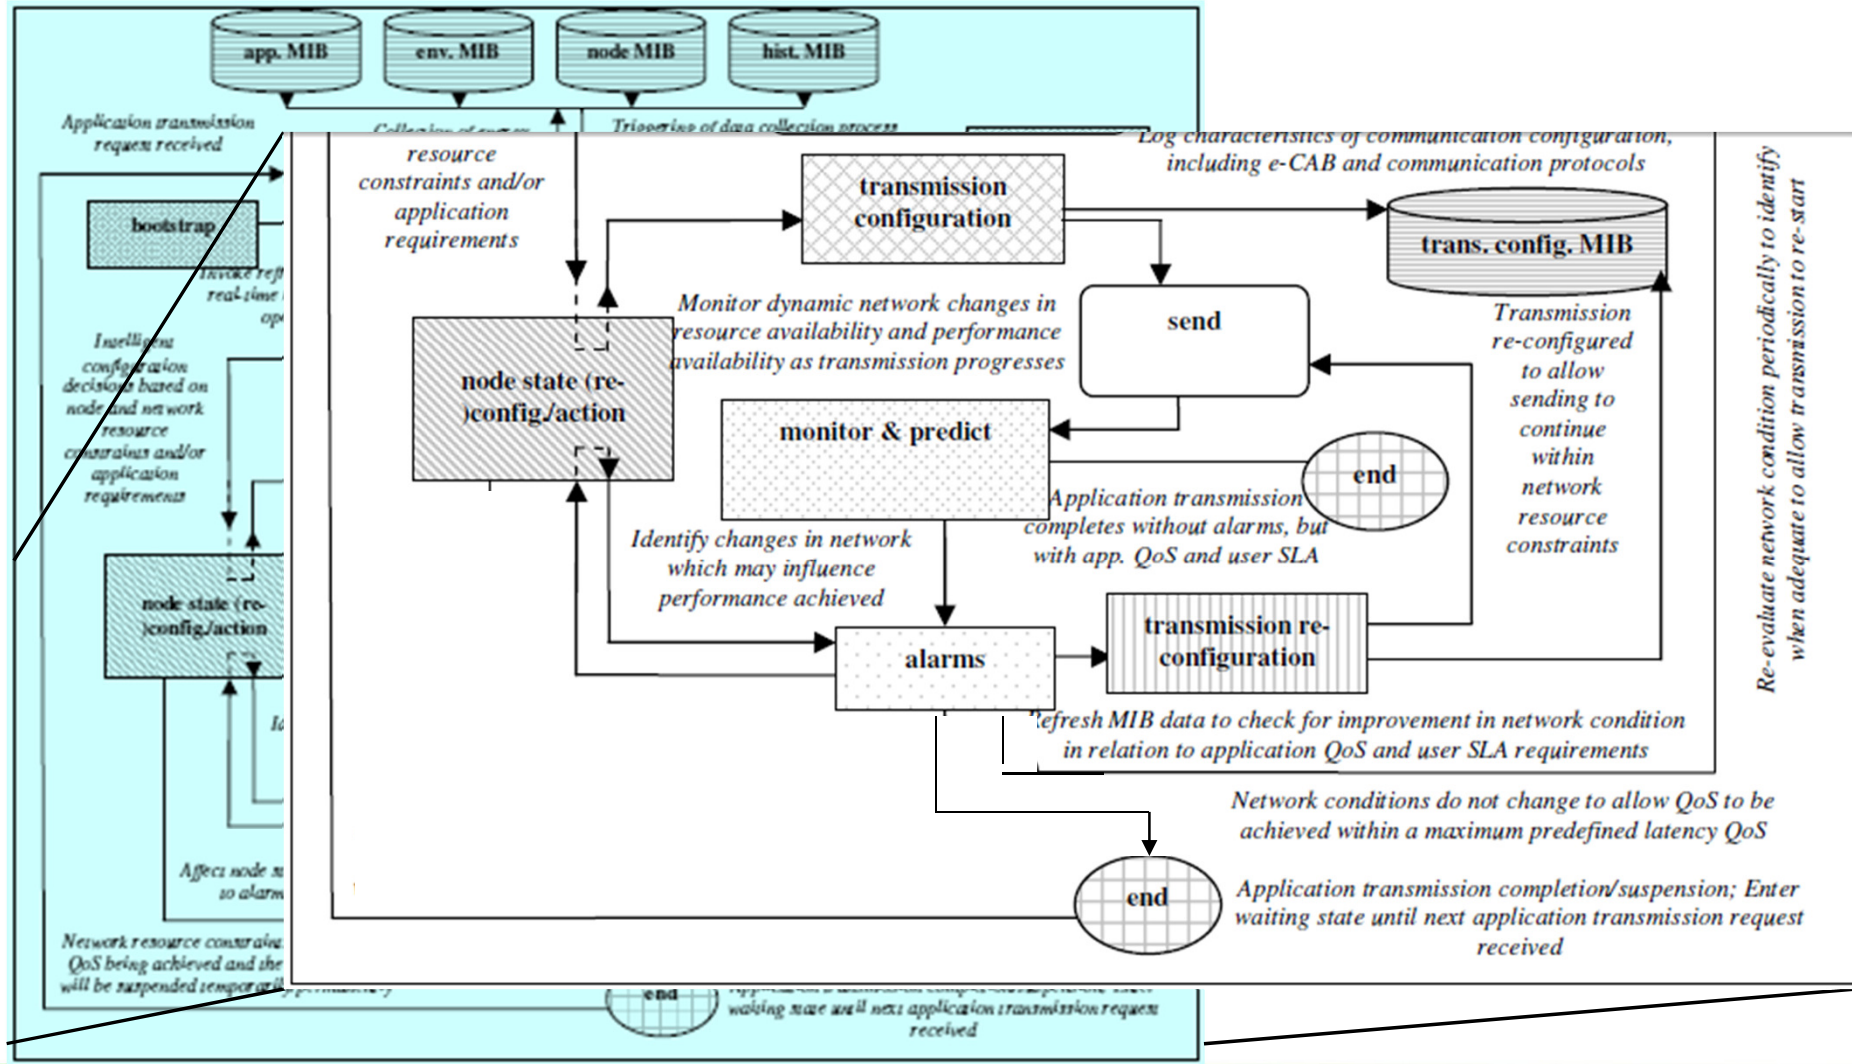 app. MIB
env. MIB
node MIB
hist. MIB
Application transmission
request received
Triggering of data collection process
bootstrap
Invoke
real-time
Intelligent
configuration
decisions based on
node and network
resource
constraints and/or
application
requirements
node state (re-
)config./action
Affect node
to alarm
Network resource
QoS being achieved and the
will be suspended temporarily
end
waiting state until next application transmission request
received
resource
constraints and/or
application
requirements
transmission
configuration
Log characteristics of communication configuration,
including e-CAB and communication protocols
trans. config. MIB
Monitor dynamic network changes in
resource availability and performance
availability as transmission progresses
send
node state (re-
)config./action
monitor & predict
end
Application transmission
completes without alarms, but
with app. QoS and user SLA
Transmission
re-configured
to allow
sending to
continue
within
network
resource
constraints
Identify changes in network
which may influence
performance achieved
alarms
transmission re-
configuration
Refresh MIB data to check for improvement in network condition
in relation to application QoS and user SLA requirements
Network conditions do not change to allow QoS to be
achieved within a maximum predefined latency QoS
end
Application transmission completion/suspension; Enter
waiting state until next application transmission request
received
Re-evaluate network condition periodically to identify
when adequate to allow transmission to re-start